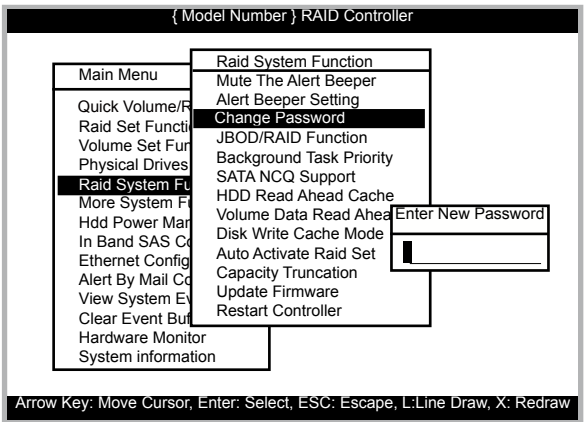 { Model Number } RAID Controller
Main Menu
Quick Volume/R
Raid Set Functi
Volume Set Fun
Physical Drives
Raid System Fu
More System F
Hdd Power Mar
In Band SAS Co
Ethernet Config
Alert By Mail Co
View System Ev
Clear Event Buf
Hardware Monitor
System information
Raid System Function
Mute The Alert Beeper
Alert Beeper Setting
Change Password
JBOD/RAID Function
Background Task Priority
SATA NCQ Support
HDD Read Ahead Cache
Volume Data Read Ahea
Disk Write Cache Mode
Auto Activate Raid Set
Capacity Truncation
Update Firmware
Restart Controller
Enter New Password
Arrow Key: Move Cursor, Enter: Select, ESC: Escape, L:Line Draw, X: Redraw